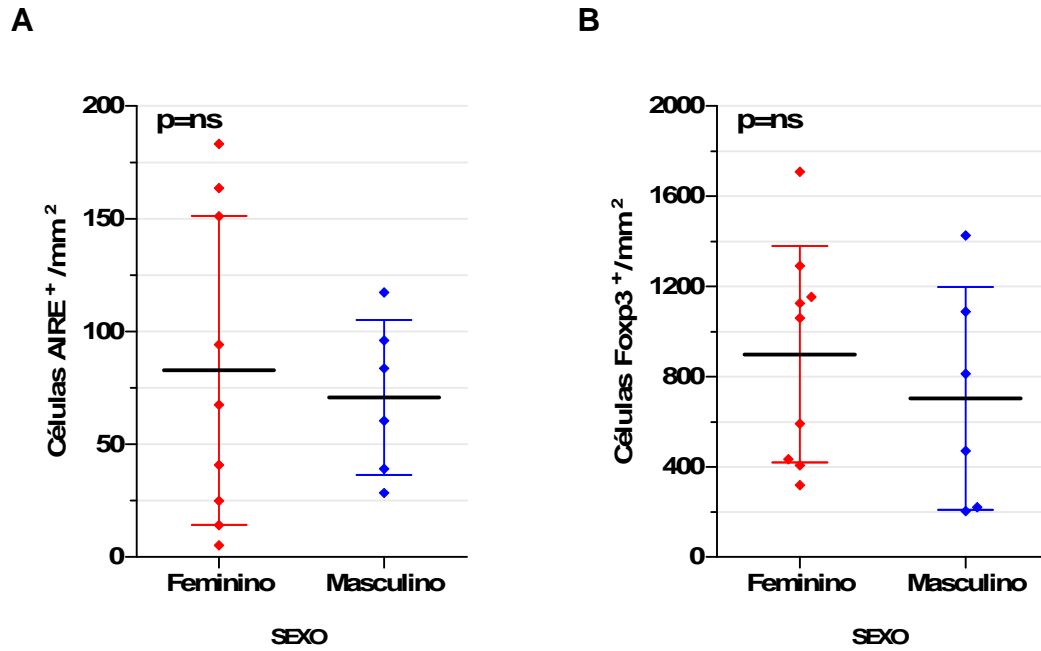 A
Células AIRE⁺/mm²
p=ns
200
150
100
50
0
Feminino Masculino
SEXO
B
Células Foxp3⁺/mm²
p=ns
2000
1600
1200
800
400
0
Feminino Masculino
SEXO